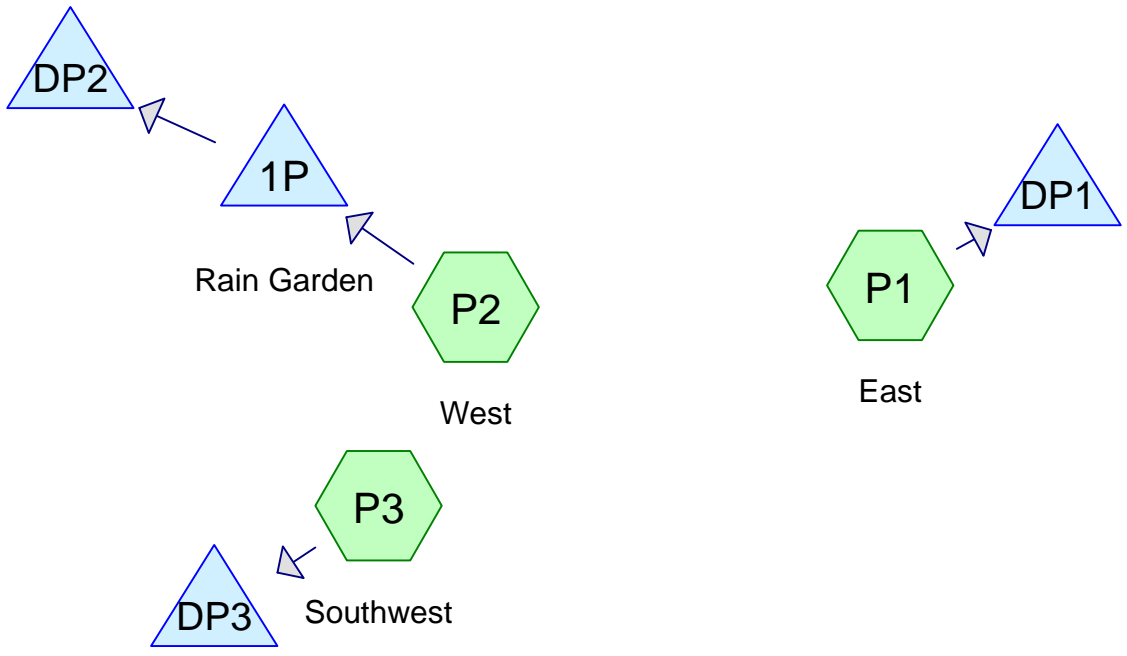 DP2
1P
Rain Garden
P2
West
P1
DP1
East
P3
Southwest
DP3